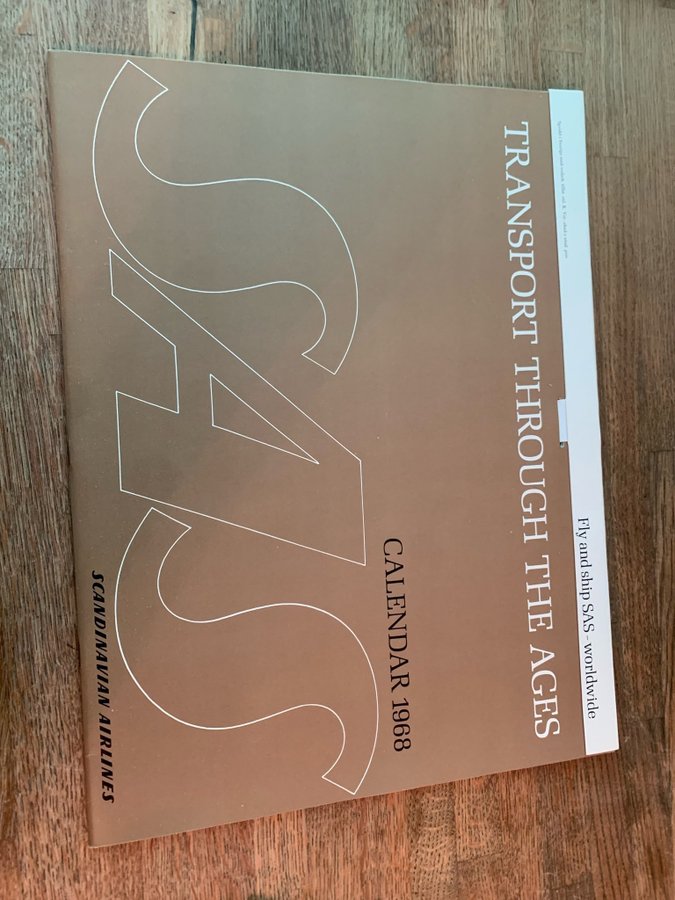 Fly and ship SAS - worldwide
TRANSPORT THROUGH THE AGES
CALENDAR 1968
SAS
SCANDINAVIAN AIRLINES